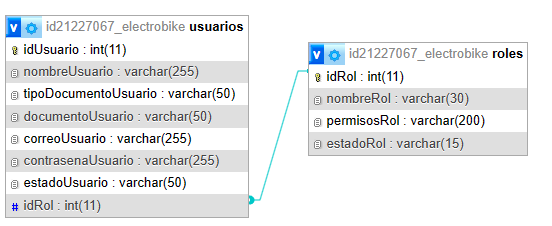 v id21227067_electrobike usuarios
idUsuario : int(11)
nombreUsuario : varchar(255)
tipoDocumentoUsuario : varchar(50)
documentoUsuario : varchar(50)
correoUsuario : varchar(255)
contrasenaUsuario : varchar(255)
estadoUsuario : varchar(50)
# idRol : int(11)
v id21227067_electrobike roles
idRol : int(11)
nombreRol : varchar(30)
permisosRol : varchar(200)
estadoRol : varchar(15)